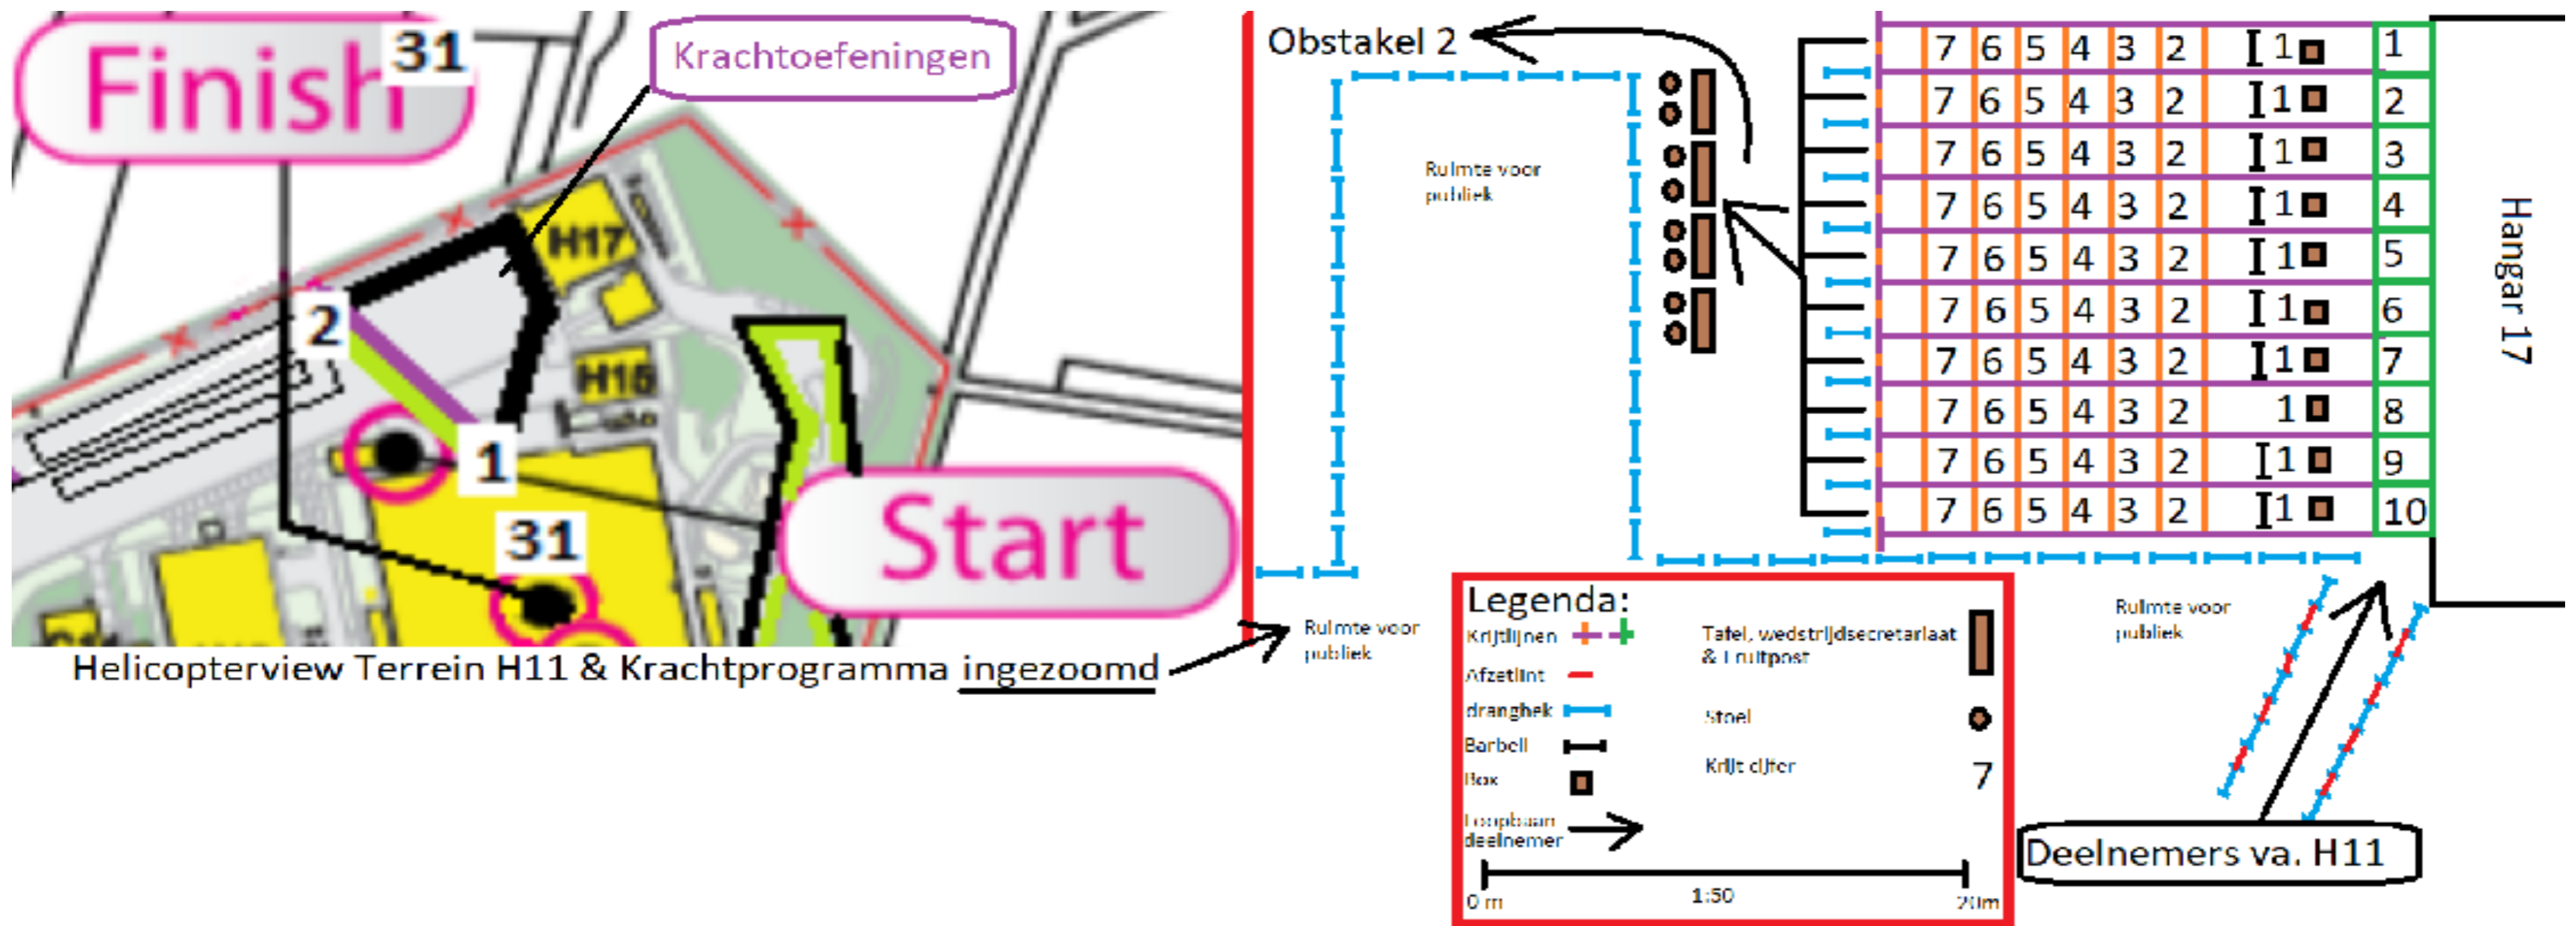 Finish
31
Krachtoefeningen
H17
2
H15
1
31
Start
Helicopterview Terrein H11 & Krachtprogramma ingezoomd
Obstakel 2
Ruimte voor
publiek
7 6 5 4 3 2 1 1
7 6 5 4 3 2 1 2
7 6 5 4 3 2 1 3
7 6 5 4 3 2 1 4
7 6 5 4 3 2 1 5
7 6 5 4 3 2 1 6
7 6 5 4 3 2 1 7
7 6 5 4 3 2 1 8
7 6 5 4 3 2 1 9
7 6 5 4 3 2 1 10
Hangar 17
Ruimte voor
publiek
Ruimte voor
publiek
Legenda:
Krijtlijnen
Afzetlint
dranghek
Barbell
Box
Loopbaan
deelnemer
Tafel, wedstrijdsecretariaat
& Fruitpost
Stoel
Krijt cijfer
7
0 m
1:50
20m
Deelnemers va. H11